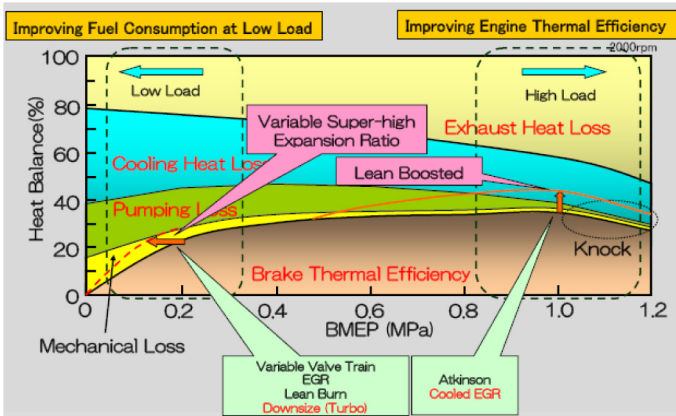 Improving Fuel Consumption at Low Load
Improving Engine Thermal Efficiency
2000rpm
100
80
60
40
20
0
Heat Balance(%)
Low Load
High Load
Variable Super-high
Expansion Ratio
Exhaust Heat Loss
Cooling Heat Loss
Lean Boosted
Pumping Loss
Knock
Brake Thermal Efficiency
0
0.2
0.4
0.6
0.8
1.0
1.2
BMEP (MPa)
Mechanical Loss
Variable Valve Train
EGR
Lean Burn
Downsize (Turbo)
Atkinson
Cooled EGR